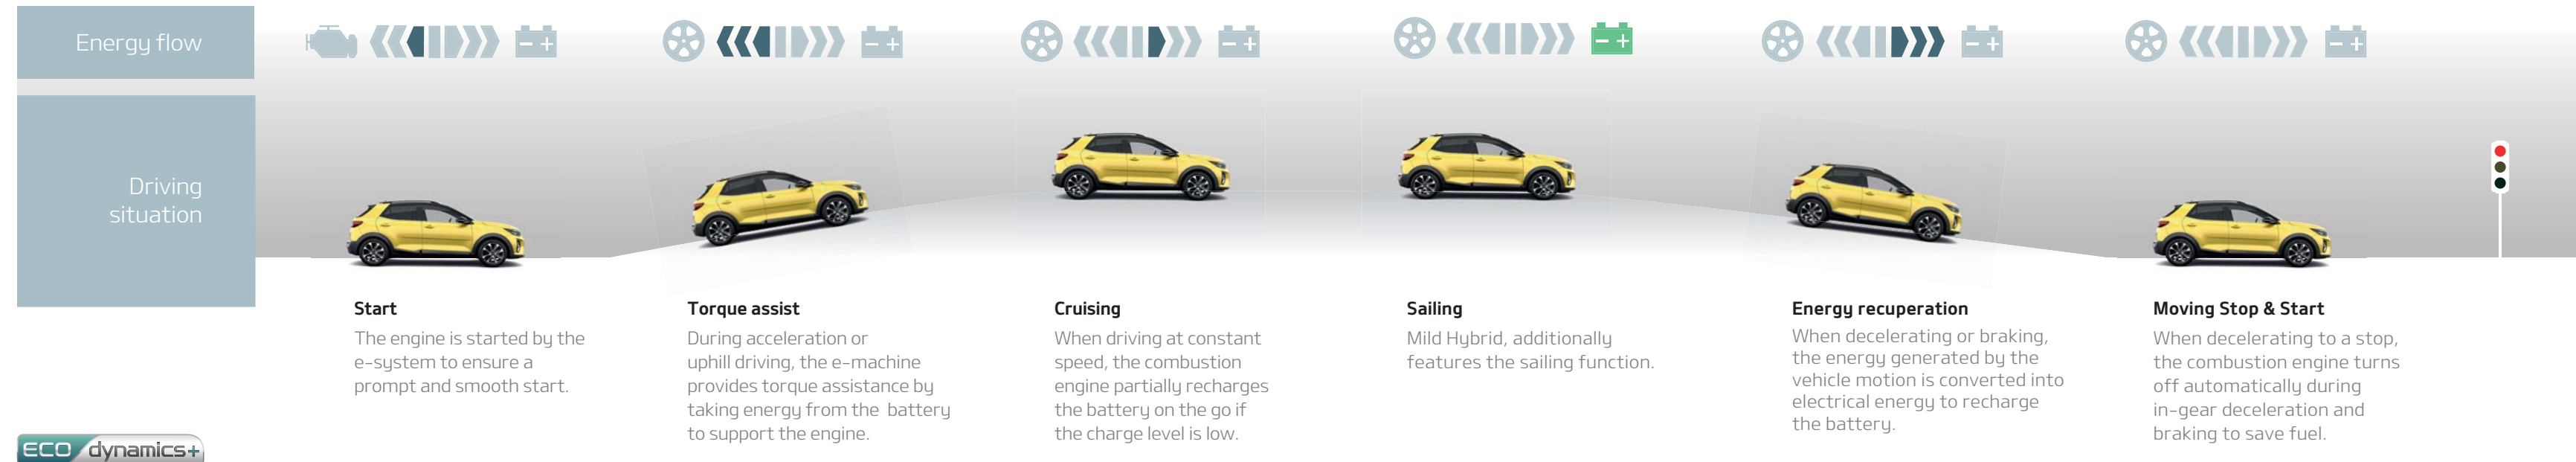 Energy flow
Driving
situation
Start
The engine is started by the
e-system to ensure a
prompt and smooth start.
Torque assist
During acceleration or
uphill driving, the e-machine
provides torque assistance by
taking energy from the battery
to support the engine.
Cruising
When driving at constant
speed, the combustion
engine partially recharges
the battery on the go if
the charge level is low.
Sailing
Mild Hybrid, additionally
features the sailing function.
Energy recuperation
When decelerating or braking,
the energy generated by the
vehicle motion is converted into
electrical energy to recharge
the battery.
Moving Stop & Start
When decelerating to a stop,
the combustion engine turns
off automatically during
in-gear deceleration and
braking to save fuel.
ECO dynamics+